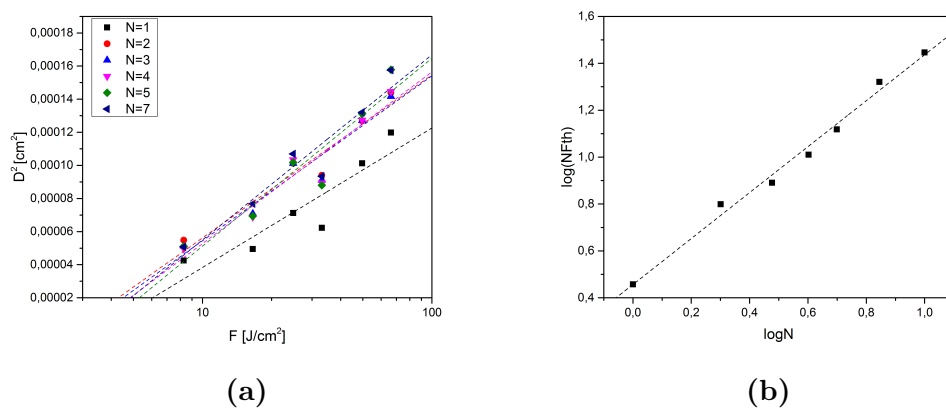 0,00018
0,00016
0,00014
0,00012
0,00010
0,00008
0,00006
0,00004
0,00002
D² [cm²]
N=1
N=2
N=3
N=4
N=5
N=7
10
100
F [J/cm²]
(a)
1,6
1,4
1,2
1,0
0,8
0,6
0,4
log(NFth)
0,0
0,2
0,4
0,6
0,8
1,0
logN
(b)